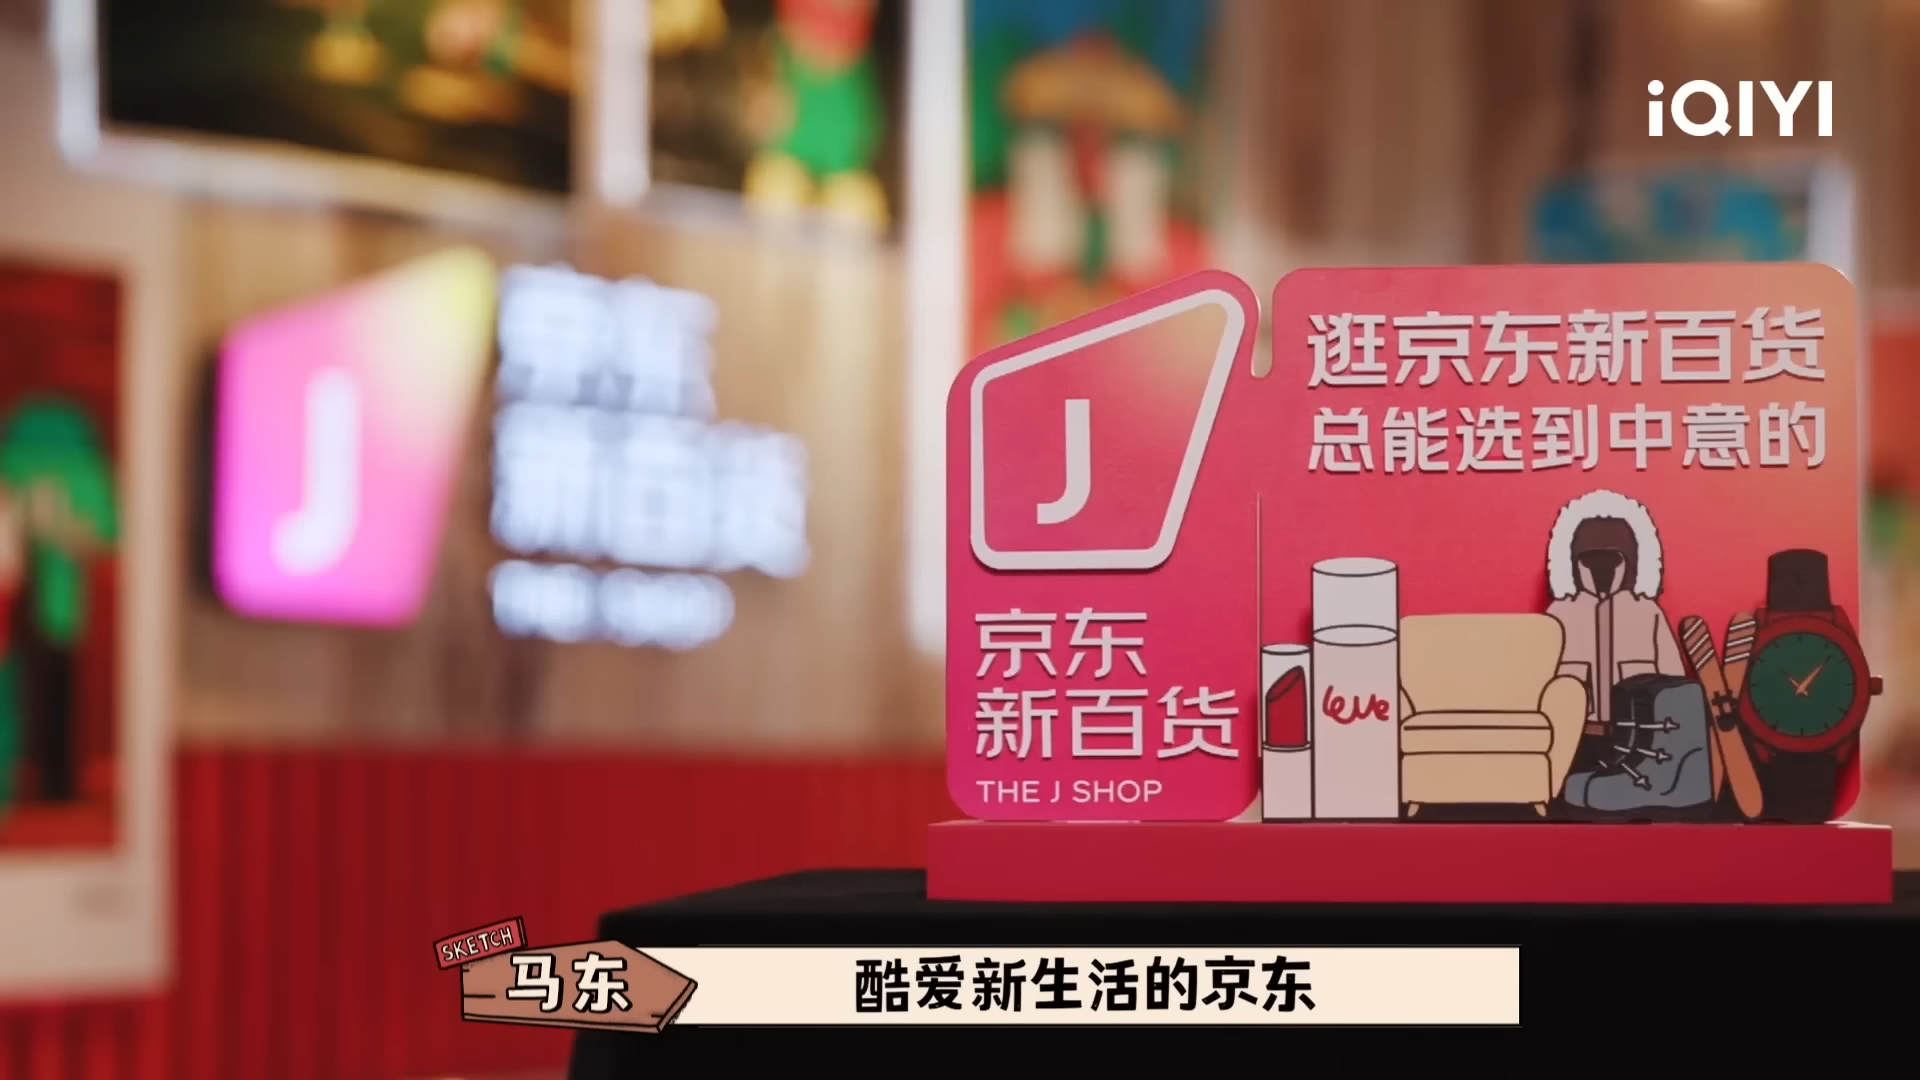 iQIYI
J
逛京东新百货
总能选到中意的
J
京东
新百货
THE J SHOP
love
SKETCH
马东
酷爱新生活的京东